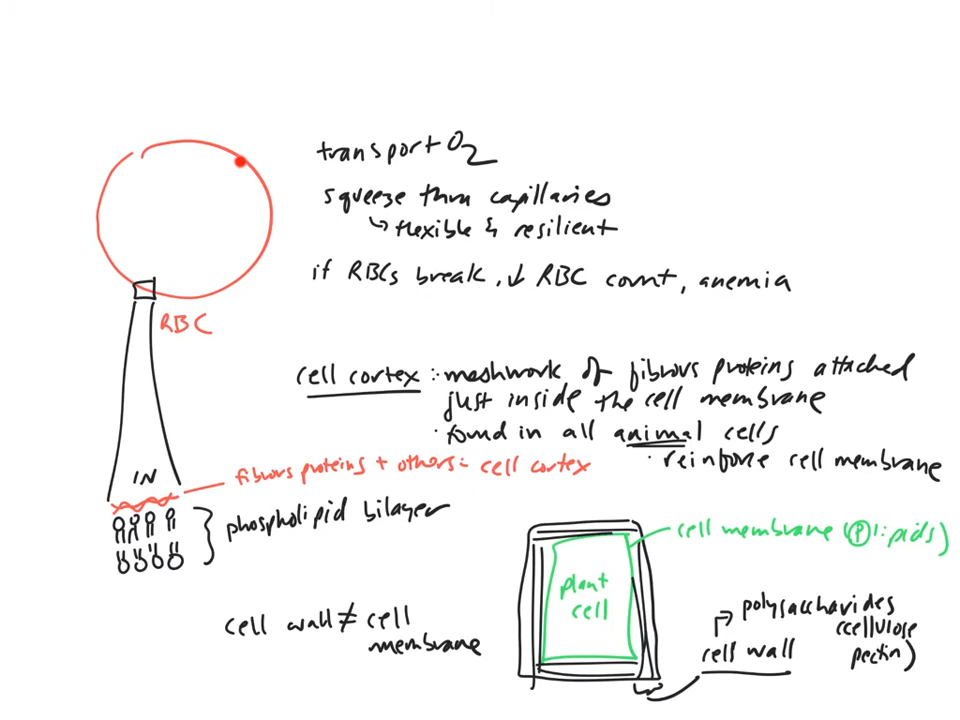 transport O2
squeeze thru capillaries
↳ flexible & resilient
if RBCs break, ↓ RBC count, anemia
RBC
cell cortex : · meshwork of fibrous proteins attached
just inside the cell membrane
· found in all animal cells
· reinforce cell membrane
IN
fibrous proteins + others = cell cortex
phospholipid bilayer
cell membrane (P lipids)
plant
cell
cell wall ≠ cell
membrane
polysaccharides
(cellulose
pectin)
cell wall